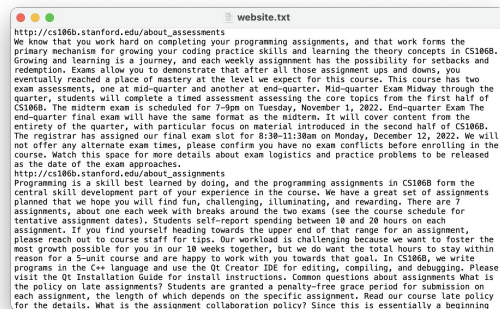 website.txt
http://cs106b.stanford.edu/about_assessments
We know that you work hard on completing your programming assignments, and that work forms the
primary mechanism for growing your coding practice skills and learning the theory concepts in CS106B.
Growing and learning is a journey, and each weekly assignment has the possibility for setbacks and
redemption. Exams allow you to demonstrate that after all those assignment ups and downs, you
eventually reached a place of mastery at the level we expect for this course. This course has two
exam assessments, one at mid-quarter and another at end-quarter. Mid-quarter Exam Midway through the
quarter, students will complete a timed assessment assessing the core topics from the first half of
CS106B. The midterm exam is scheduled for 7-9pm on Tuesday, November 1, 2022. End-quarter Exam The
end-quarter final exam will have the same format as the midterm. It will cover content from the
entirety of the quarter, with particular focus on material introduced in the second half of CS106B.
The registrar has assigned our final exam slot for 8:30-11:30am on Monday, December 12, 2022. We will
not offer any alternate exam times, please confirm you have no exam conflicts before enrolling in the
course. Watch this space for more details about exam logistics and practice problems to be released
as the date of the exam approaches.
http://cs106b.stanford.edu/about_assignments
Programming is a skill best learned by doing, and the programming assignments in CS106B form the
central skill development part of your experience in the course. We have a great set of assignments
planned that we hope you will find fun, challenging, illuminating, and rewarding. There are 7
assignments, about one each week with breaks around the two exams (see the course schedule for
tentative assignment dates). Students self-report spending between 10 and 20 hours on each
assignment. If you find yourself heading towards the upper end of that range for an assignment,
please reach out to course staff for tips. Our workload is challenging because we want to foster the
most growth possible for you in our 10 weeks together, but we do want the total hours to stay within
reason for a 5-unit course and are happy to work with you towards that goal. In CS106B, we write
programs in the C++ language and use the Qt Creator IDE for editing, compiling, and debugging. Please
visit the Qt Installation Guide for install instructions. Common questions about assignments What is
the policy on late assignments? Students are granted a penalty-free grace period for submission on
each assignment, the length of which depends on the specific assignment. Read our course late policy
for the details. What is the assignment collaboration policy? Since this is essentially a beginning